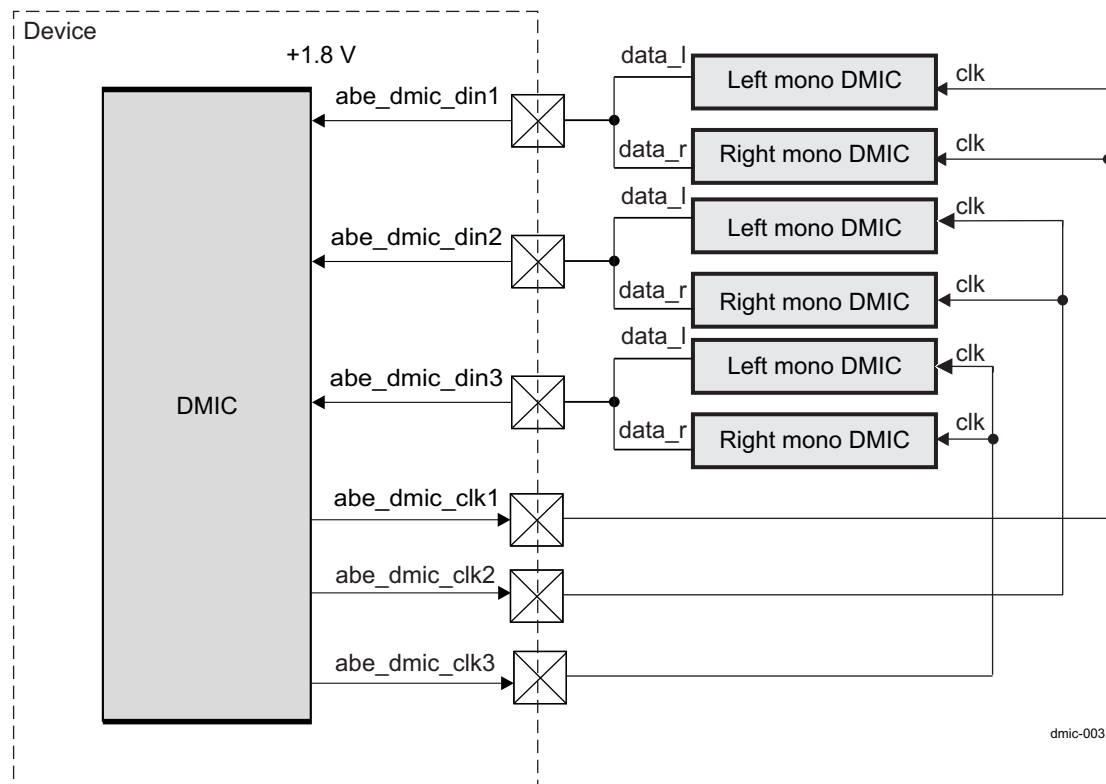 Device
+1.8 V
abe_dmic_din1
data_l
Left mono DMIC
clk
data_r
Right mono DMIC
clk
abe_dmic_din2
data_l
Left mono DMIC
clk
data_r
Right mono DMIC
clk
abe_dmic_din3
data_l
Left mono DMIC
clk
data_r
Right mono DMIC
clk
DMIC
abe_dmic_clk1
abe_dmic_clk2
abe_dmic_clk3
dmic-003